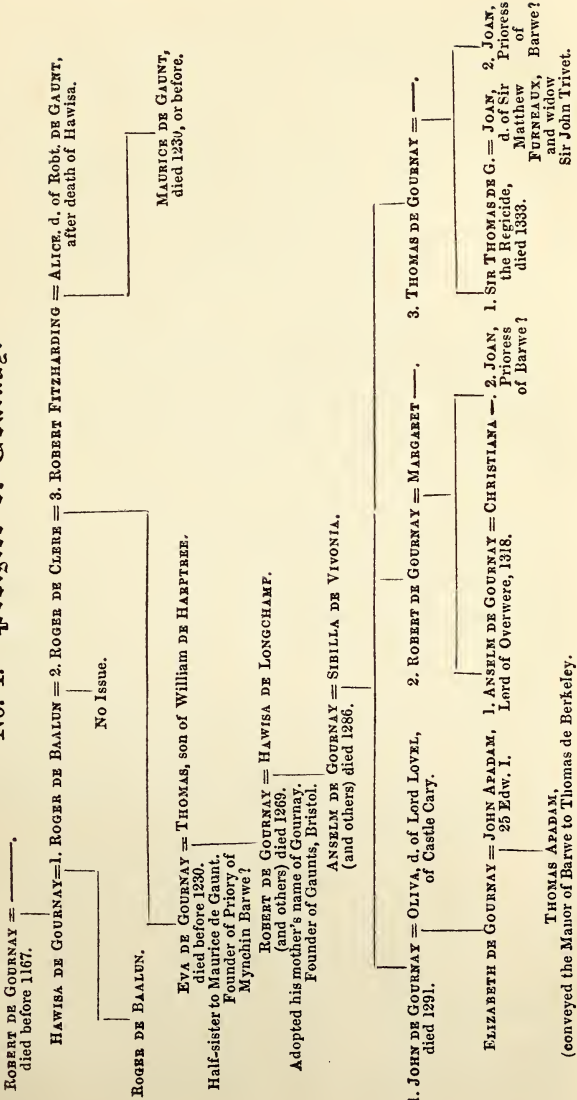 No. 1. Pedigree of Gournay.
ROBERT DE GOURNAY = ——.
died before 1167.
HAWISA DE GOURNAY=1. ROGER DE BAALUN = 2. ROGER DE CLERE = 3. ROBERT FITZHARDING = ALICE, d. of Robt. DE GAUNT,
after death of Hawisa.
No Issue.
MAURICE DE GAUNT,
died 1230, or before.
ROGER DE BAALUN.
EVA DE GOURNAY = THOMAS, son of William DE HARPTREE.
died before 1230.
Half-sister to Maurice de Gaunt.
Founder of Priory of
Mynchin Barwe?
ROBERT DE GOURNAY = HAWISA DE LONGCHAMP.
(and others) died 1269.
Adopted his mother's name of Gournay.
Founder of Gaunts, Bristol.
ANSELM DE GOURNAY = SIBILLA DE VIVONIA.
(and others) died 1286.
1. JOHN DE GOURNAY = OLIVA, d. of Lord LOVEL,
died 1291.
of Castle Cary.
2. ROBERT DE GOURNAY = MARGARET ——.
3. THOMAS DE GOURNAY = ——.
ELIZABETH DE GOURNAY = JOHN APADAM,
25 Edw. I.
1. ANSELM DE GOURNAY = CHRISTIANA —.
Lord of Overwere, 1318.
2. JOAN,
Prioress
of Barwe?
1. SIR THOMAS DE G. = JOAN,
the Regicide,
died 1333.
d. of Sir
Matthew
FURNEAUX,
and widow
Sir John Trivet.
2. JOAN,
Prioress
of
Barwe?
THOMAS APADAM,
(conveyed the Manor of Barwe to Thomas de Berkeley.